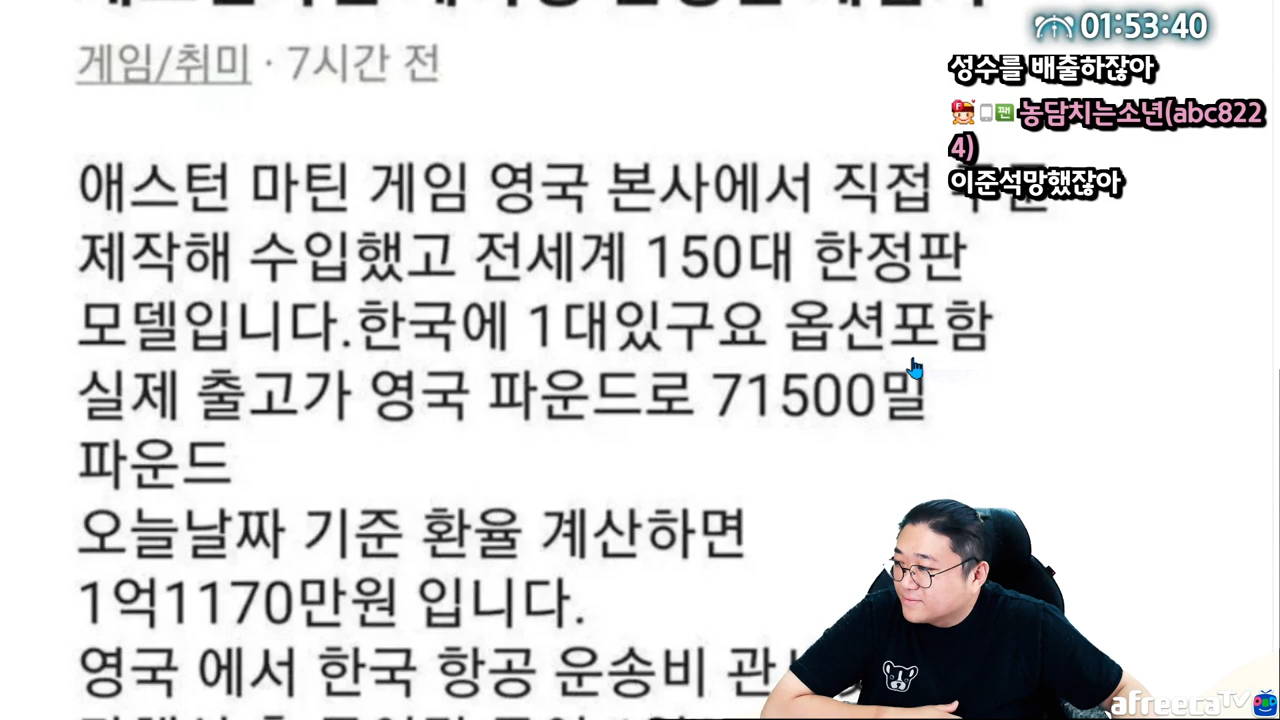 게임/취미 · 7시간 전
애스턴 마틴 게임 영국 본사에서 직접
제작해 수입했고 전세계 150대 한정판
모델입니다.한국에 1대있구요 옵션포함
실제 출고가 영국 파운드로 71500밀
파운드
오늘날짜 기준 환율 계산하면
1억1170만원 입니다.
영국 에서 한국 항공 운송비
01:53:40
성수를 배출하잖아
F 팬 농담치는소년(abc822
4)
이준석망했잖아
afreecaTV